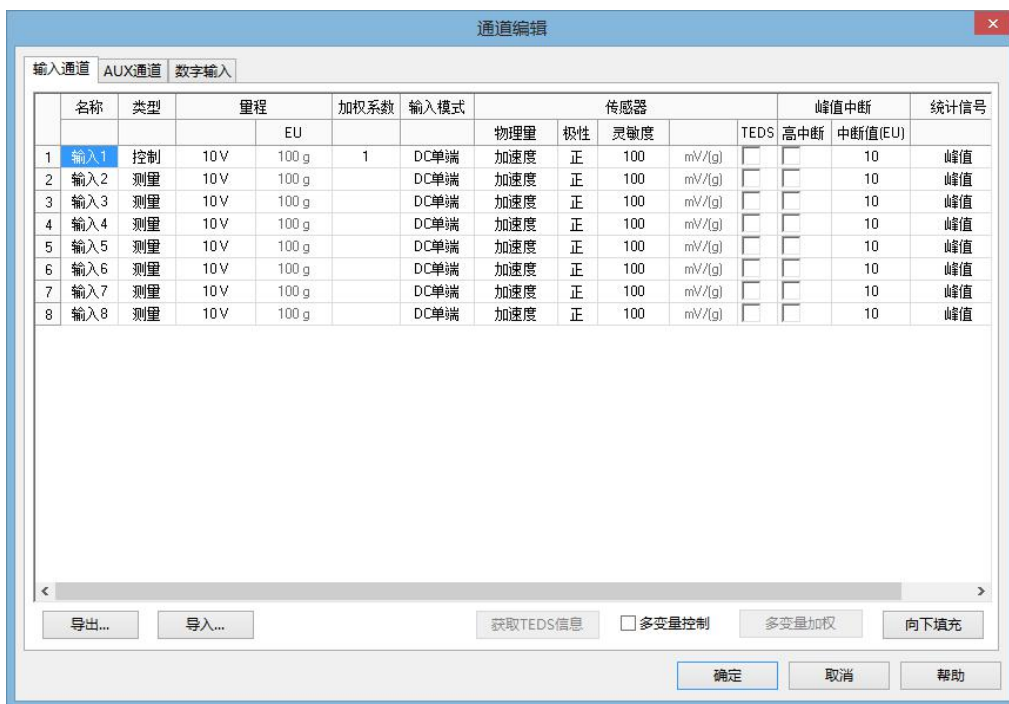 通道编辑
输入通道 AUX通道 数字输入
名称 类型 量程 加权系数 输入模式 传感器 峰值中断 统计信号
EU 物理量 极性 灵敏度 TEDS 高中断 中断值(EU)
1 输入1 控制 10 V 100 g 1 DC单端 加速度 正 100 mV/(g) 10 峰值
2 输入2 测量 10 V 100 g DC单端 加速度 正 100 mV/(g) 10 峰值
3 输入3 测量 10 V 100 g DC单端 加速度 正 100 mV/(g) 10 峰值
4 输入4 测量 10 V 100 g DC单端 加速度 正 100 mV/(g) 10 峰值
5 输入5 测量 10 V 100 g DC单端 加速度 正 100 mV/(g) 10 峰值
6 输入6 测量 10 V 100 g DC单端 加速度 正 100 mV/(g) 10 峰值
7 输入7 测量 10 V 100 g DC单端 加速度 正 100 mV/(g) 10 峰值
8 输入8 测量 10 V 100 g DC单端 加速度 正 100 mV/(g) 10 峰值
导出... 导入... 获取TEDS信息 多变量控制 多变量加权 向下填充
确定 取消 帮助